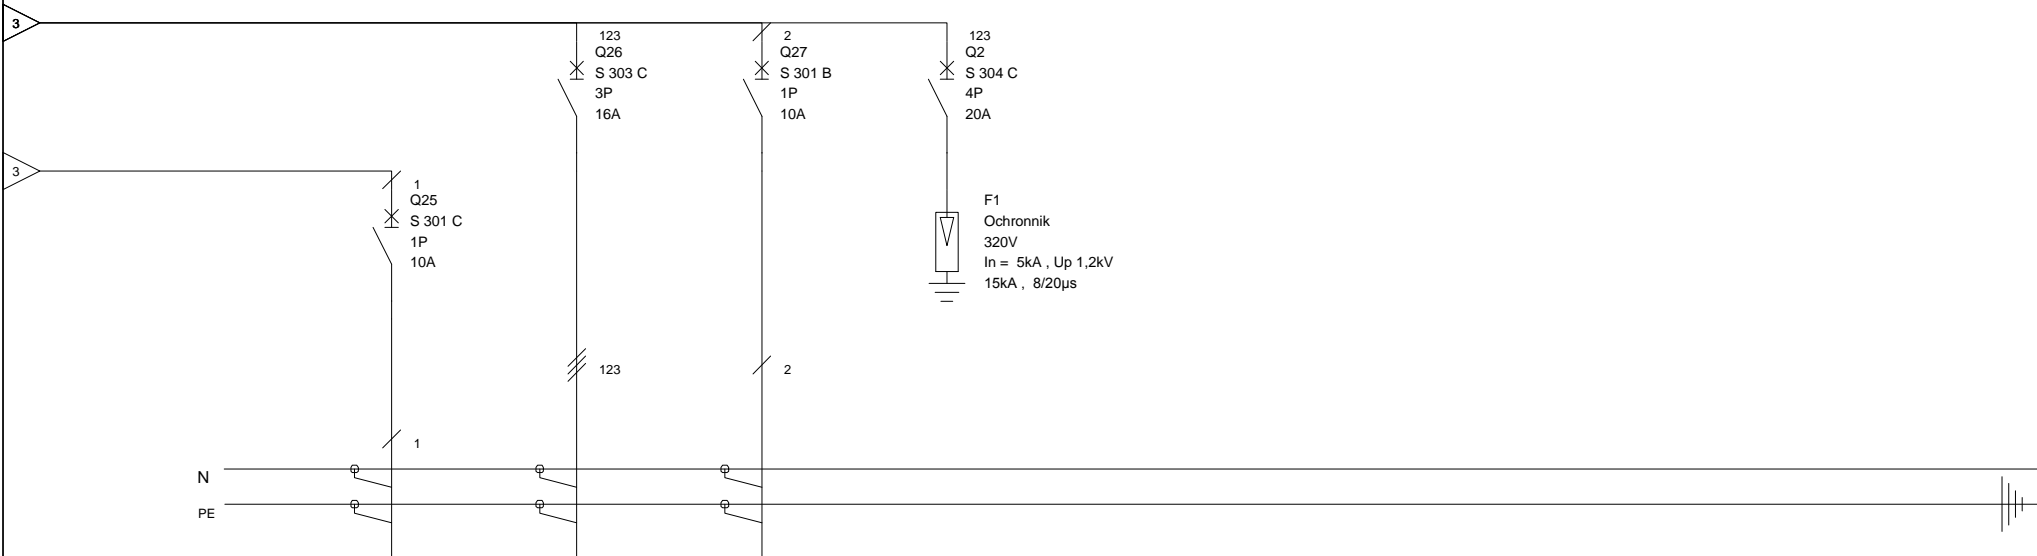 3
123
Q26
S 303 C
3P
16A
2
Q27
S 301 B
1P
10A
123
Q2
S 304 C
4P
20A
3
1
Q25
S 301 C
1P
10A
F1
Ochronnik
320V
In =  5kA , Up 1,2kV
15kA ,  8/20µs
123
2
1
N
PE